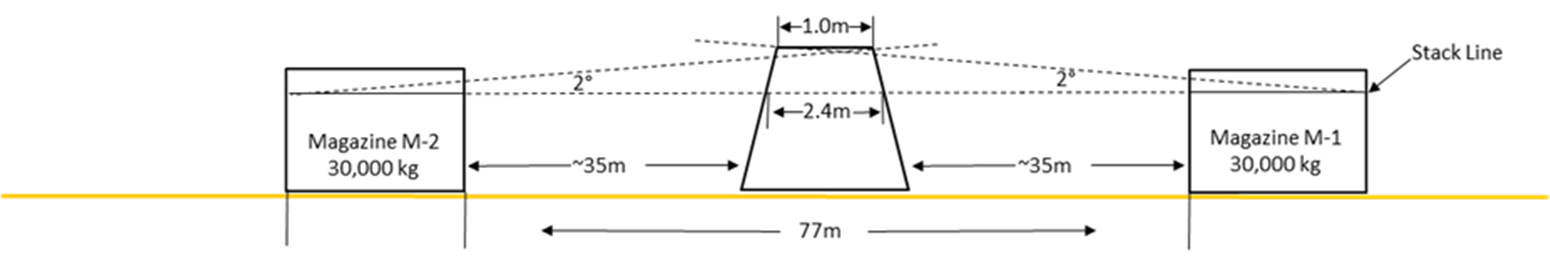 1.0m
Stack Line
2°
2°
2.4m
Magazine M-2
30,000 kg
~35m
~35m
Magazine M-1
30,000 kg
77m